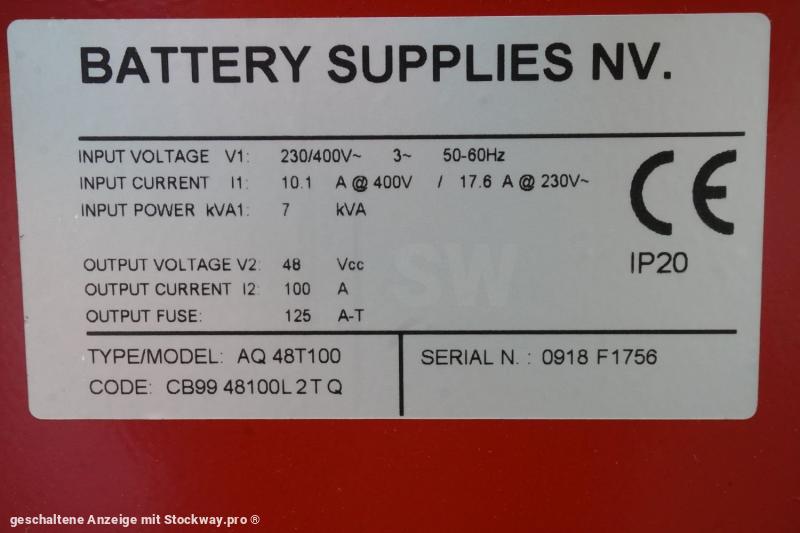 BATTERY SUPPLIES NV.
INPUT VOLTAGE V1: 230/400V~ 3~ 50-60Hz
INPUT CURRENT I1: 10.1 A @ 400V / 17.6 A @ 230V~
INPUT POWER kVA1: 7 kVA
CE
IP20
OUTPUT VOLTAGE V2: 48 Vcc
OUTPUT CURRENT I2: 100 A
OUTPUT FUSE: 125 A-T
SW
TYPE/MODEL: AQ 48T100
CODE: CB99 48100L 2 T Q
SERIAL N. : 0918 F1756
geschaltene Anzeige mit Stockway.pro ®